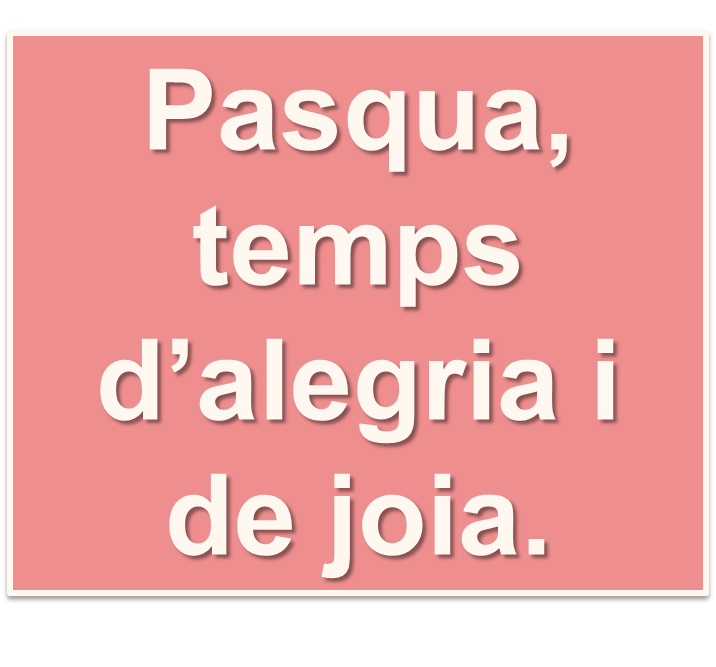 Pasqua,
temps
d’alegria i
de joia.